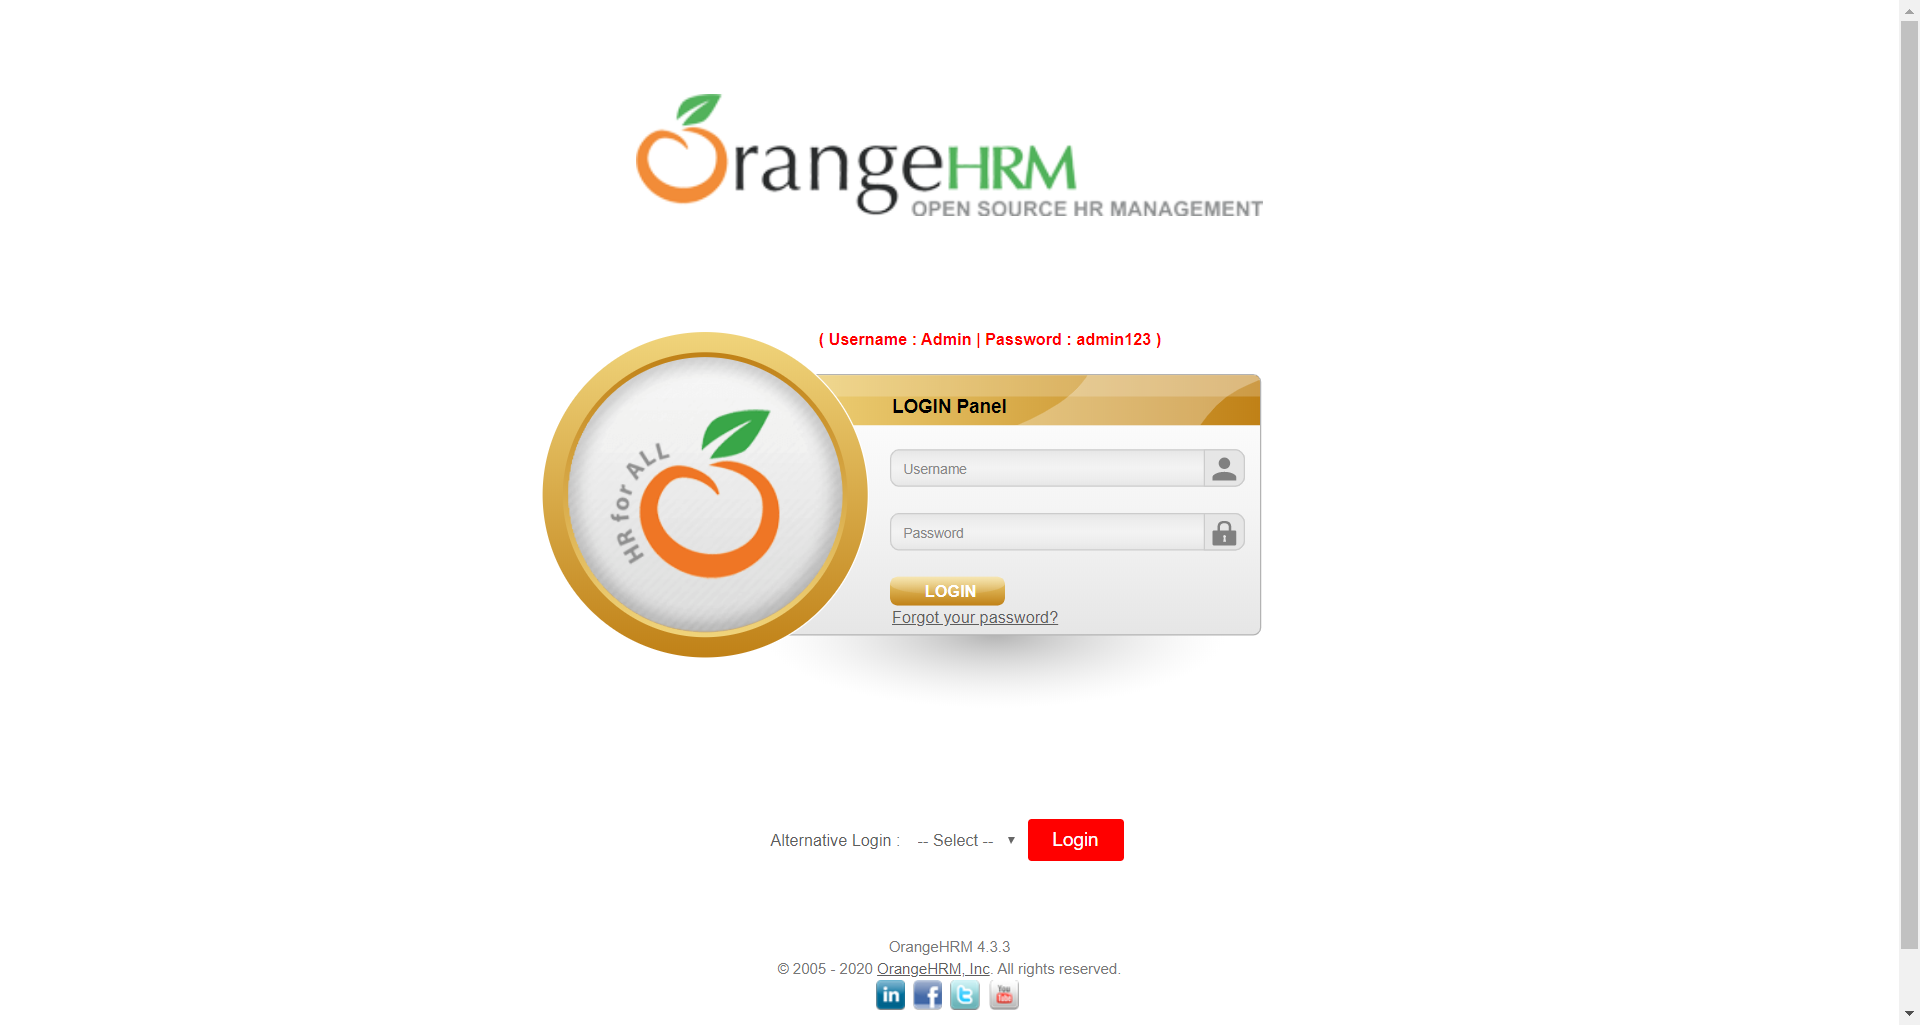 OrangeHRM
OPEN SOURCE HR MANAGEMENT
( Username : Admin | Password : admin123 )
HR for ALL
LOGIN Panel
Username
Password
LOGIN
Forgot your password?
Alternative Login : -- Select -- Login
OrangeHRM 4.3.3
© 2005 - 2020 OrangeHRM, Inc. All rights reserved.
in f t You Tube